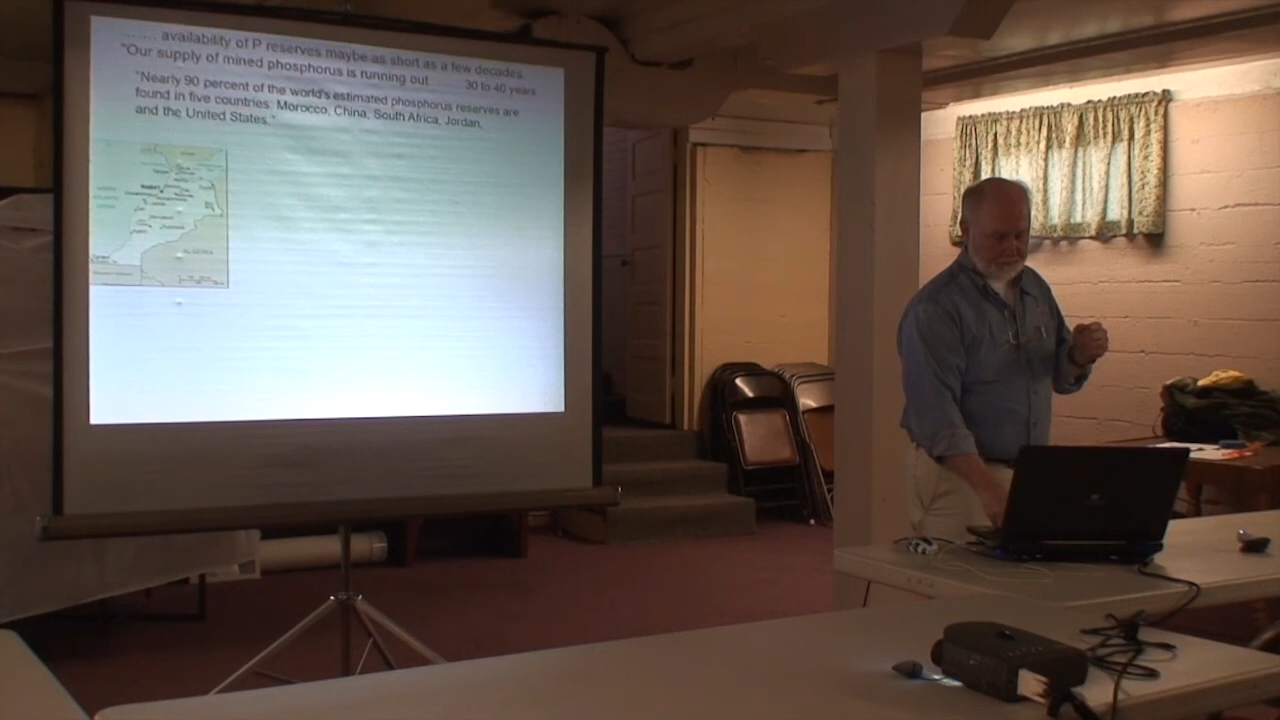 ...... availability of P reserves maybe as short as a few decades.
"Our supply of mined phosphorus is running out. 30 to 40 years
"Nearly 90 percent of the world's estimated phosphorus reserves are
found in five countries: Morocco, China, South Africa, Jordan,
and the United States."
ALGERIA